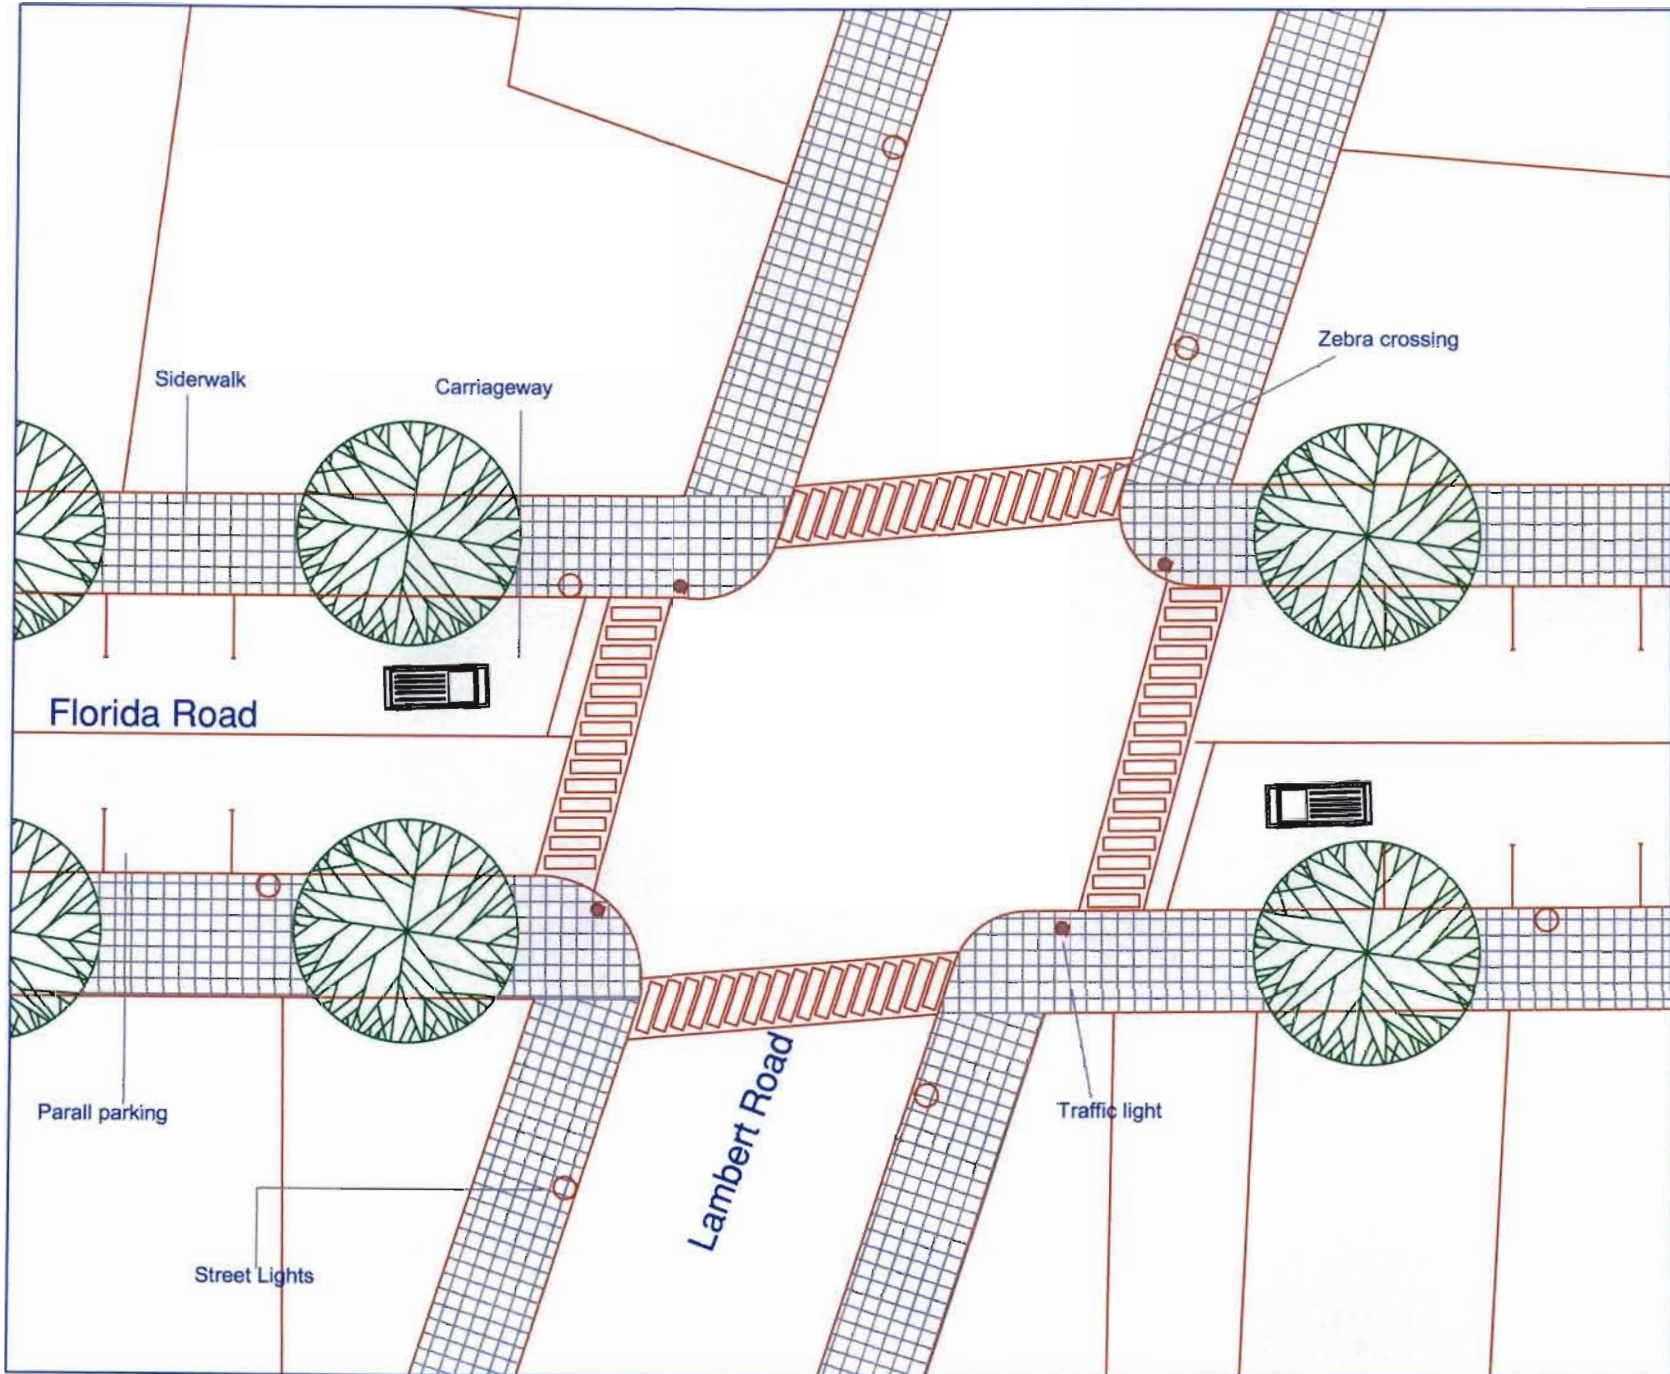 Zebra crossing
Siderwalk
Carriageway
Florida Road
Lambert Road
Parall parking
Traffic light
Street Lights